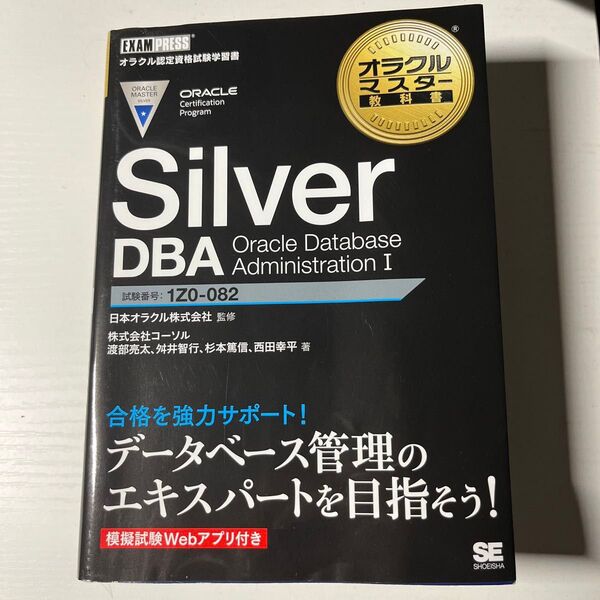 EXAMPRESS
オラクル認定資格試験学習書
ORACLE MASTER
SILVER
ORACLE
Certification
Program
オラクル
マスター
教科書
®
Silver
DBA
Oracle Database
Administration I
試験番号:1Z0-082
日本オラクル株式会社 監修
株式会社コーソル
渡部亮太、舛井智行、杉本篤信、西田幸平 著
合格を強力サポート!
データベース管理の
エキスパートを目指そう!
模擬試験Webアプリ付き
SE
SHOEISHA